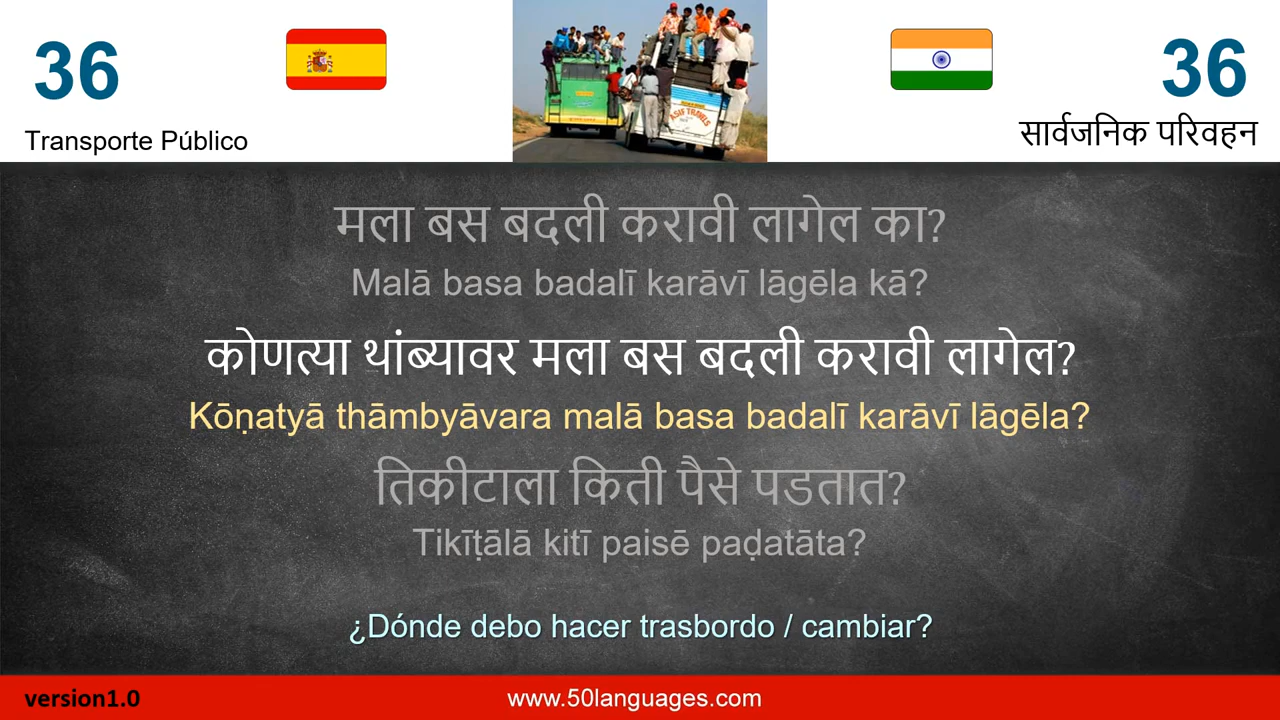 36
36
Transporte Público
सार्वजनिक परिवहन
ASIF TRAVELS
मला बस बदली करावी लागेल का?
Malā basa badalī karāvī lāgēla kā?
कोणत्या थांब्यावर मला बस बदली करावी लागेल?
Kōṇatyā thāmbyāvara malā basa badalī karāvī lāgēla?
तिकीटाला किती पैसे पडतात?
Tikīṭālā kitī paisē paḍatāta?
¿Dónde debo hacer trasbordo / cambiar?
version1.0
www.50languages.com